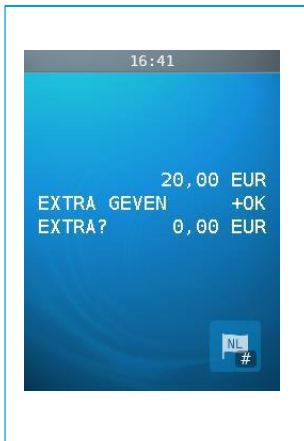 16:41
20,00 EUR
EXTRA GEVEN +OK
EXTRA? 0,00 EUR
NL
#